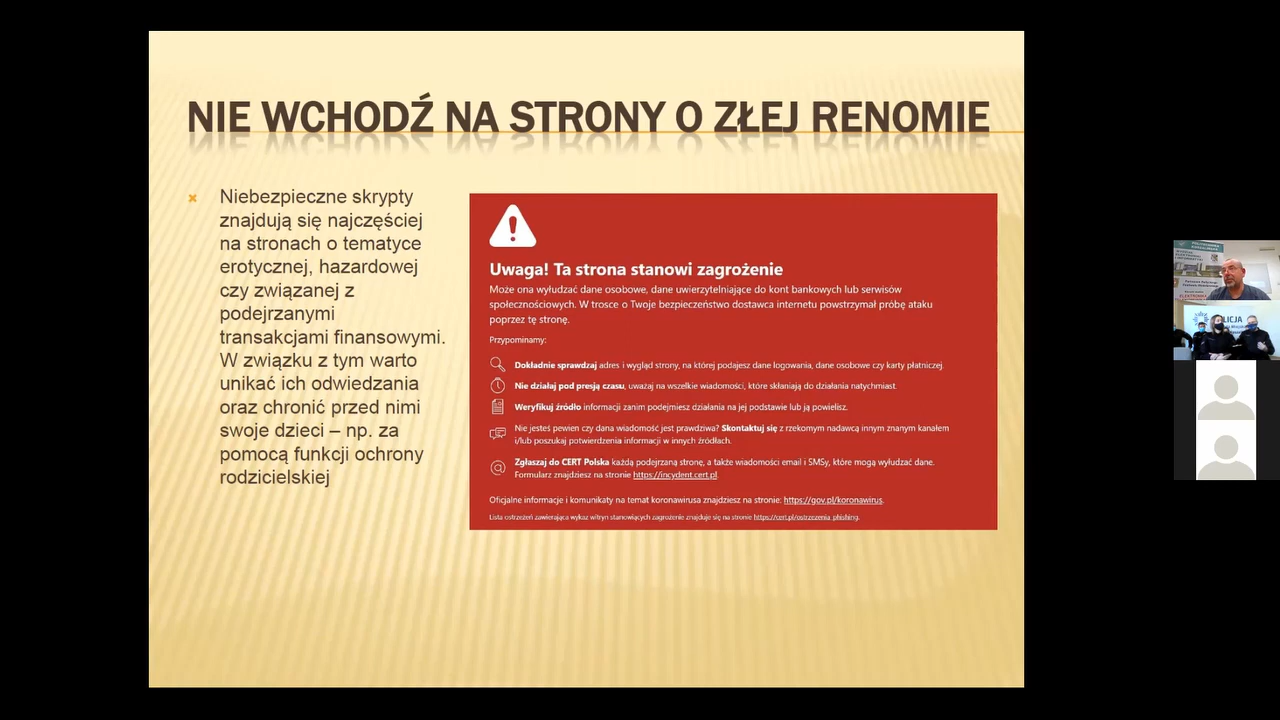 NIE WCHODŹ NA STRONY O ZŁEJ RENOMIE
Niebezpieczne skrypty
znajdują się najczęściej
na stronach o tematyce
erotycznej, hazardowej
czy związanej z
podejrzanymi
transakcjami finansowymi.
W związku z tym warto
unikać ich odwiedzania
oraz chronić przed nimi
swoje dzieci – np. za
pomocą funkcji ochrony
rodzicielskiej
Uwaga! Ta strona stanowi zagrożenie
Może ona wyłudzać dane osobowe, dane uwierzytelniające do kont bankowych lub serwisów
społecznościowych. W trosce o Twoje bezpieczeństwo dostawca internetu powstrzymał próbę ataku
poprzez tę stronę.
Przypominamy:
Dokładnie sprawdzaj adres i wygląd strony, na której podajesz dane logowania, dane osobowe czy karty płatniczej.
Nie działaj pod presją czasu, uważaj na wszelkie wiadomości, które skłaniają do działania natychmiast.
Weryfikuj źródło informacji zanim podejmiesz działania na jej podstawie lub ją powielisz.
Nie jesteś pewien czy dana wiadomość jest prawdziwa? Skontaktuj się z rzekomym nadawcą innym znanym kanałem
i/lub poszukaj potwierdzenia informacji w innych źródłach.
Zgłaszaj do CERT Polska każdą podejrzaną stronę, a także wiadomości email i SMSy, które mogą wyłudzać dane.
Formularz znajdziesz na stronie https://incydent.cert.pl.
Oficjalne informacje i komunikaty na temat koronawirusa znajdziesz na stronie: https://gov.pl/koronawirus.
Lista ostrzeżeń zawierająca wykaz witryn stanowiących zagrożenie znajduje się na stronie https://cert.pl/ostrzezenia_phishing.